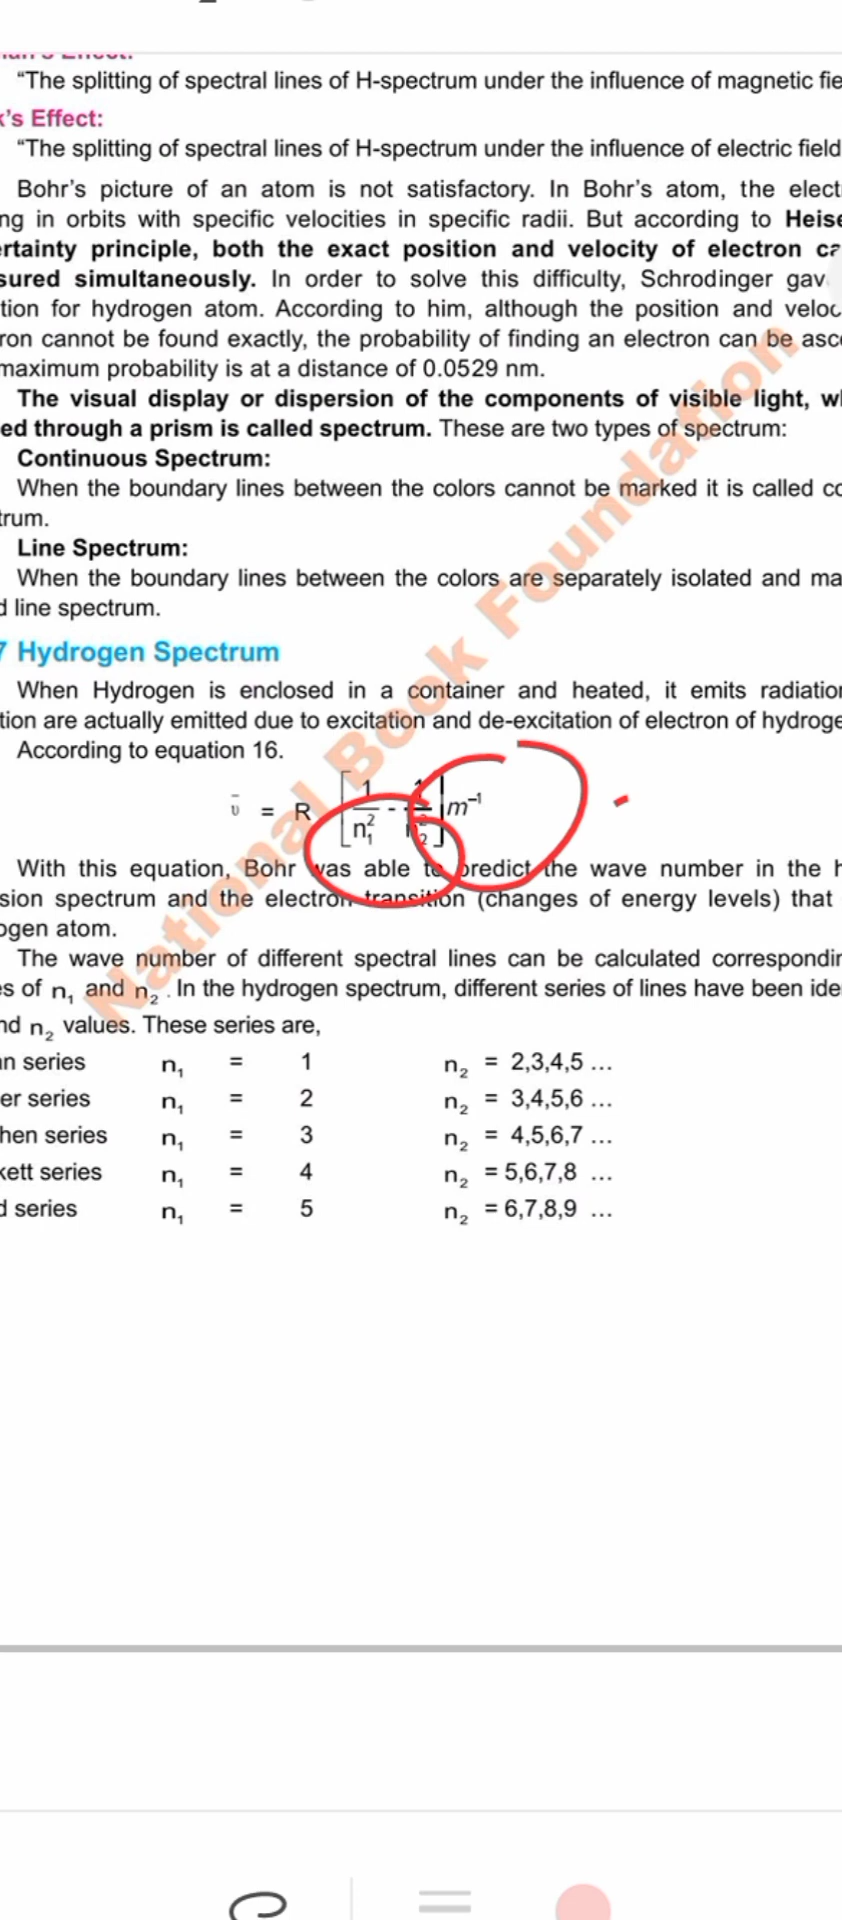 "The splitting of spectral lines of H-spectrum under the influence of magnetic fie
's Effect:
"The splitting of spectral lines of H-spectrum under the influence of electric field
Bohr's picture of an atom is not satisfactory. In Bohr's atom, the elect
ng in orbits with specific velocities in specific radii. But according to Heise
ertainty principle, both the exact position and velocity of electron ca
sured simultaneously. In order to solve this difficulty, Schrodinger gav
tion for hydrogen atom. According to him, although the position and veloc
ron cannot be found exactly, the probability of finding an electron can be asc
maximum probability is at a distance of 0.0529 nm.
The visual display or dispersion of the components of visible light, wh
ed through a prism is called spectrum. These are two types of spectrum:
Continuous Spectrum:
When the boundary lines between the colors cannot be marked it is called co
trum.
Line Spectrum:
When the boundary lines between the colors are separately isolated and ma
d line spectrum.
7 Hydrogen Spectrum
When Hydrogen is enclosed in a container and heated, it emits radiation
tion are actually emitted due to excitation and de-excitation of electron of hydroge
According to equation 16.
ῡ = R [1/n₁² - 1/n₂²] m⁻¹
With this equation, Bohr was able to predict the wave number in the h
sion spectrum and the electron transition (changes of energy levels) that
ogen atom.
The wave number of different spectral lines can be calculated correspondin
es of n₁ and n₂. In the hydrogen spectrum, different series of lines have been ide
nd n₂ values. These series are,
n series n₁ = 1 n₂ = 2,3,4,5 ...
er series n₁ = 2 n₂ = 3,4,5,6 ...
hen series n₁ = 3 n₂ = 4,5,6,7 ...
kett series n₁ = 4 n₂ = 5,6,7,8 ...
d series n₁ = 5 n₂ = 6,7,8,9 ...
National Book Foundation